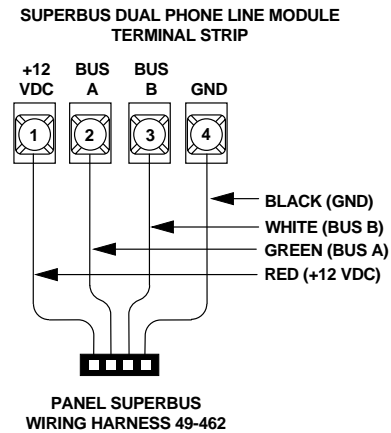 SUPERBUS DUAL PHONE LINE MODULE
TERMINAL STRIP
+12 VDC
BUS A
BUS B
GND
1 2 3 4
BLACK (GND)
WHITE (BUS B)
GREEN (BUS A)
RED (+12 VDC)
PANEL SUPERBUS
WIRING HARNESS 49-462